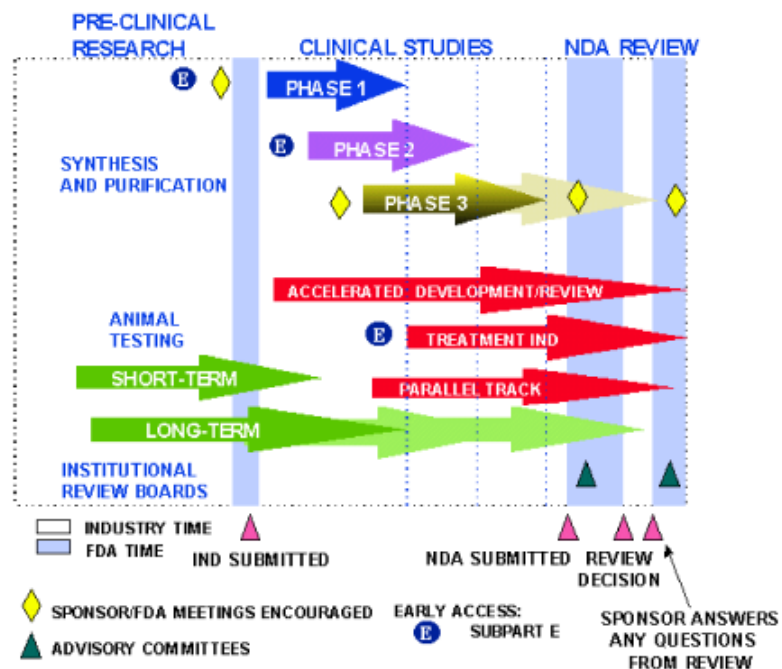 PRE-CLINICAL
RESEARCH
CLINICAL STUDIES
NDA REVIEW
E
PHASE 1
E
PHASE 2
SYNTHESIS
AND PURIFICATION
PHASE 3
ACCELERATED DEVELOPMENT/REVIEW
ANIMAL
TESTING
E
TREATMENT IND
SHORT-TERM
PARALLEL TRACK
LONG-TERM
INSTITUTIONAL
REVIEW BOARDS
INDUSTRY TIME
FDA TIME
IND SUBMITTED
NDA SUBMITTED
REVIEW
DECISION
SPONSOR/FDA MEETINGS ENCOURAGED
ADVISORY COMMITTEES
EARLY ACCESS:
E
SUBPART E
SPONSOR ANSWERS
ANY QUESTIONS
FROM REVIEW